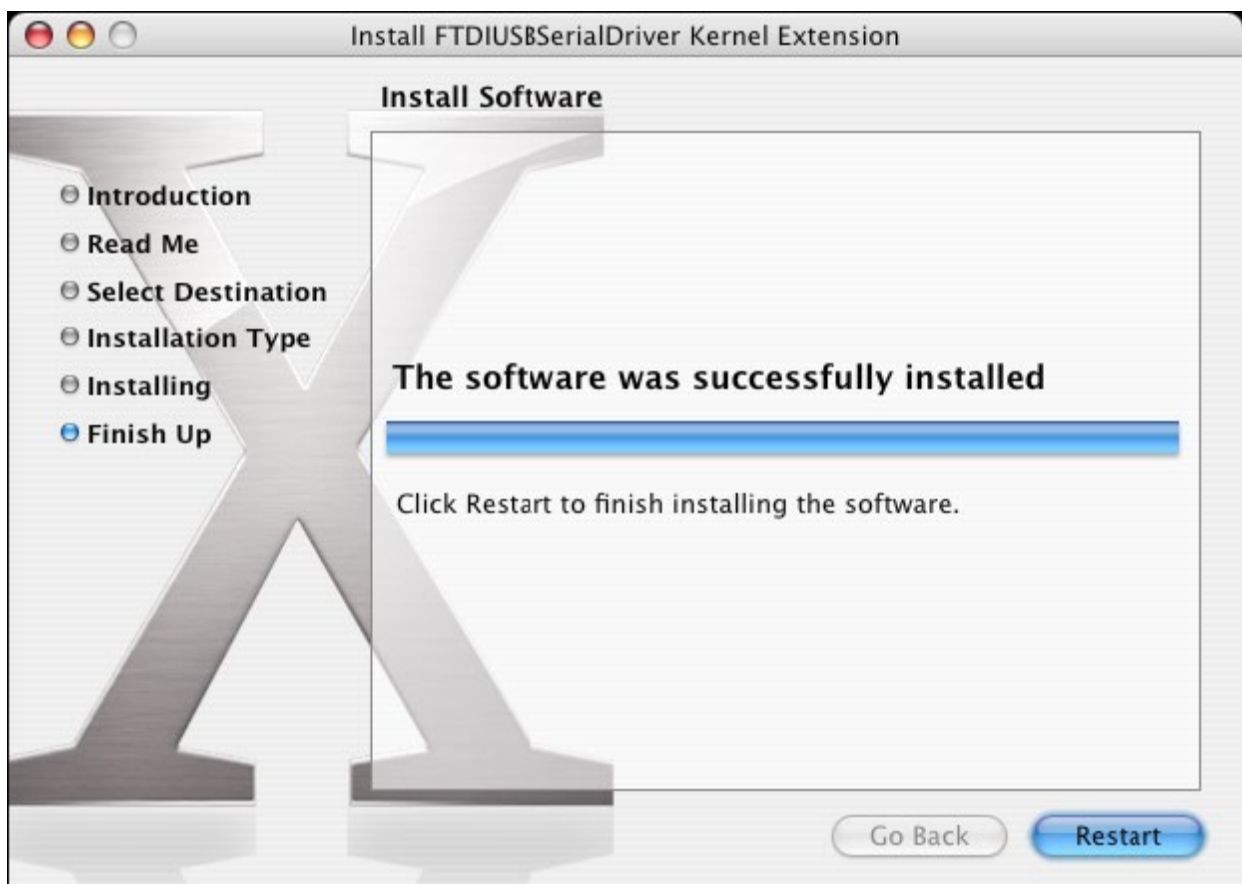 Install FTDIUSBSerialDriver Kernel Extension
Install Software
Introduction
Read Me
Select Destination
Installation Type
Installing
Finish Up
The software was successfully installed
Click Restart to finish installing the software.
Go Back
Restart